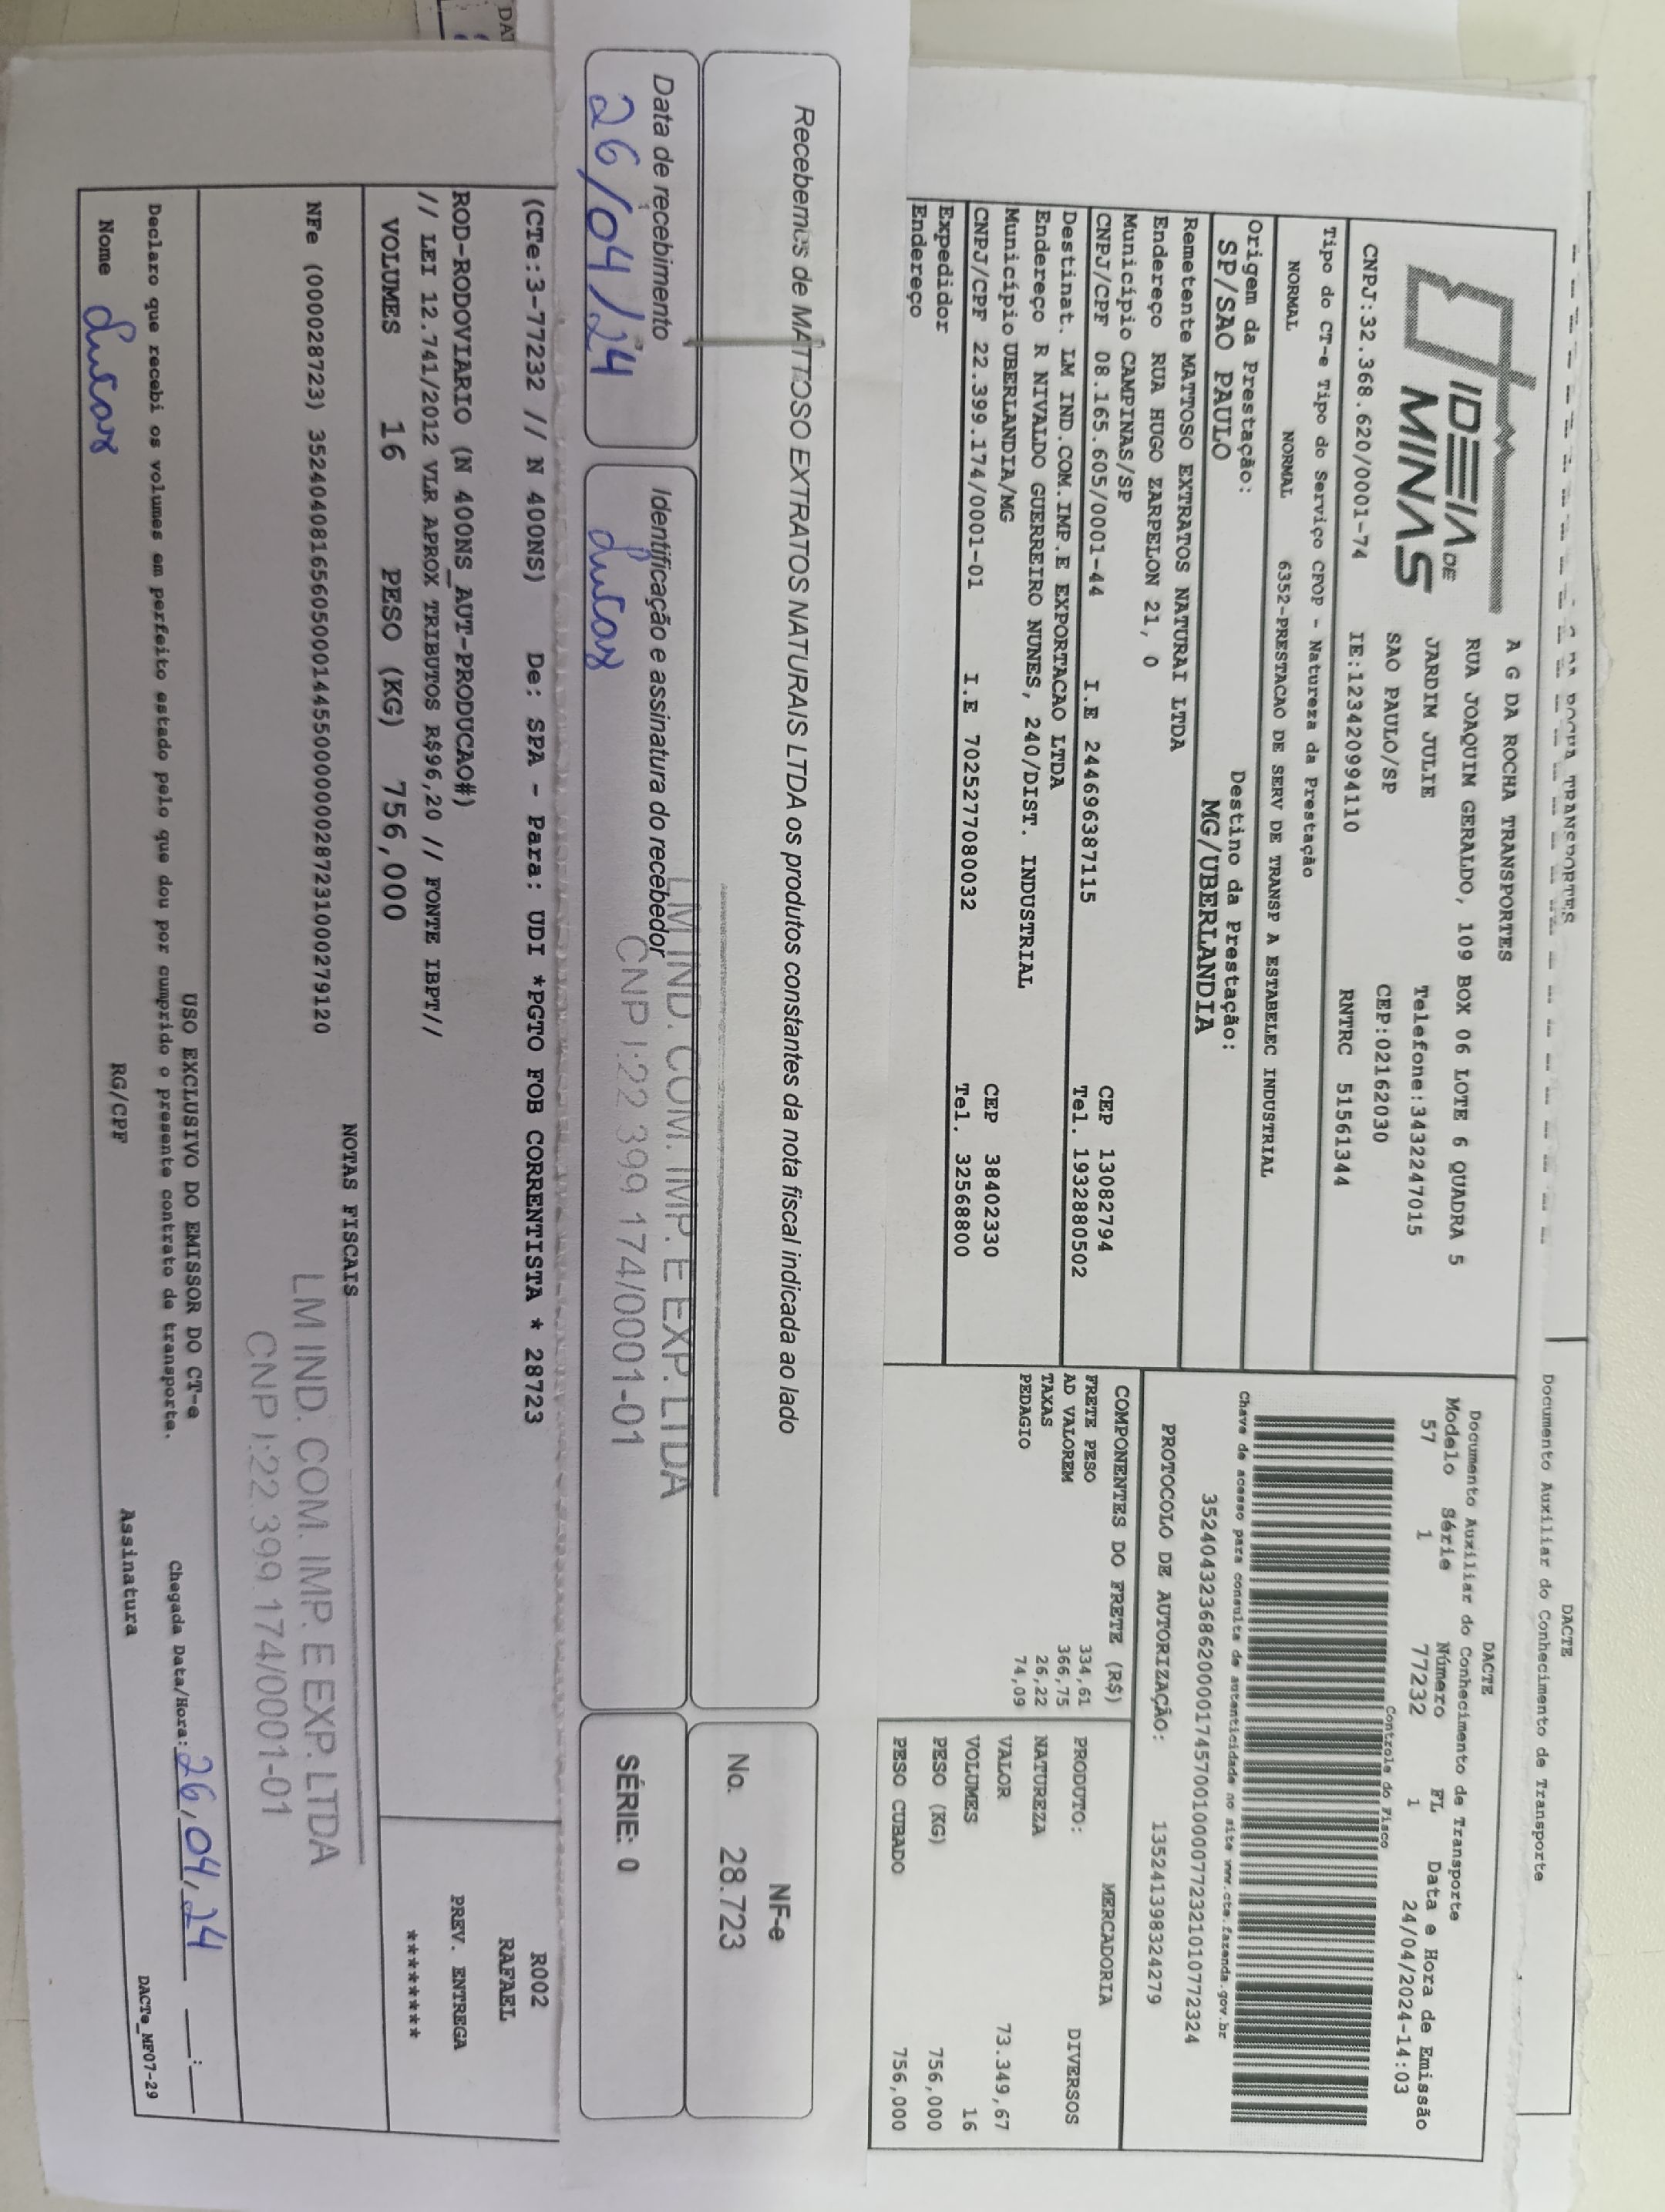 DACTE
Documento Auxiliar do Conhecimento de Transporte
IDEIA DE MINAS
A G DA ROCHA TRANSPORTES
RUA JOAQUIM GERALDO, 109 BOX 06 LOTE 6 QUADRA 5
JARDIM JULIE
Telefone:3432247015
SAO PAULO/SP
CEP:02162030
CNPJ:32.368.620/0001-74
IE:123420994110
RNTRC 51561344
DACTE
Documento Auxiliar do Conhecimento de Transporte
Modelo Série Número FL Data e Hora de Emissão
57 1 77232 1 24/04/2024-14:03
Controle do Fisco
Tipo do CT-e Tipo do Serviço CFOP - Natureza da Prestação
NORMAL NORMAL 6352-PRESTACAO DE SERV DE TRANSP A ESTABELEC INDUSTRIAL
Chave de acesso para consulta de autenticidade no site www.cte.fazenda.gov.br
35240432368620000174570010000772321010772324
Origem da Prestação: Destino da Prestação:
SP/SAO PAULO MG/UBERLANDIA
PROTOCOLO DE AUTORIZAÇÃO: 135241398324279
Remetente MATTOSO EXTRATOS NATURAI LTDA
Endereço RUA HUGO ZARPELON 21, 0
Município CAMPINAS/SP CEP 13082794
CNPJ/CPF 08.165.605/0001-44 I.E 244696387115 Tel. 1932880502
Destinat. LM IND.COM.IMP.E EXPORTACAO LTDA
Endereço R NIVALDO GUERREIRO NUNES, 240/DIST. INDUSTRIAL
Município UBERLANDIA/MG CEP 38402330
CNPJ/CPF 22.399.174/0001-01 I.E 7025277080032 Tel. 32568800
Expedidor
Endereço
COMPONENTES DO FRETE (R$)
FRETE PESO 334,61
AD VALOREM 366,75
TAXAS 26,22
PEDAGIO 74,09
MERCADORIA
PRODUTO: DIVERSOS
NATUREZA
VALOR 73.349,67
VOLUMES 16
PESO (KG) 756,000
PESO CUBADO 756,000
Recebemos de MATTOSO EXTRATOS NATURAIS LTDA os produtos constantes da nota fiscal indicada ao lado
NF-e
No. 28.723
SÉRIE: 0
Data de recebimento
26/04/24
Identificação e assinatura do recebedor
Lucas
LM IND. COM. IMP. E EXP. LTDA
CNPJ:22.399.174/0001-01
(CTe:3-77232 // N 400NS) De: SPA - Para: UDI *PGTO FOB CORRENTISTA * 28723
R002
RAFAEL
ROD-RODOVIARIO (N 400NS_AUT-PRODUCAO#)
// LEI 12.741/2012 VLR APROX TRIBUTOS R$96,20 // FONTE IBPT//
PREV. ENTREGA
********
VOLUMES 16 PESO (KG) 756,000
NOTAS FISCAIS
NFe (000028723) 35240408165605000144550000000287231000279120
LM IND. COM. IMP. E EXP. LTDA
CNPJ:22.399.174/0001-01
USO EXCLUSIVO DO EMISSOR DO CT-e
Declaro que recebi os volumes em perfeito estado pelo que dou por cumprido o presente contrato de transporte.
Chegada Data/Hora: 26/04/24 __:__
Nome Lucas RG/CPF Assinatura
DACTe_MF07-29